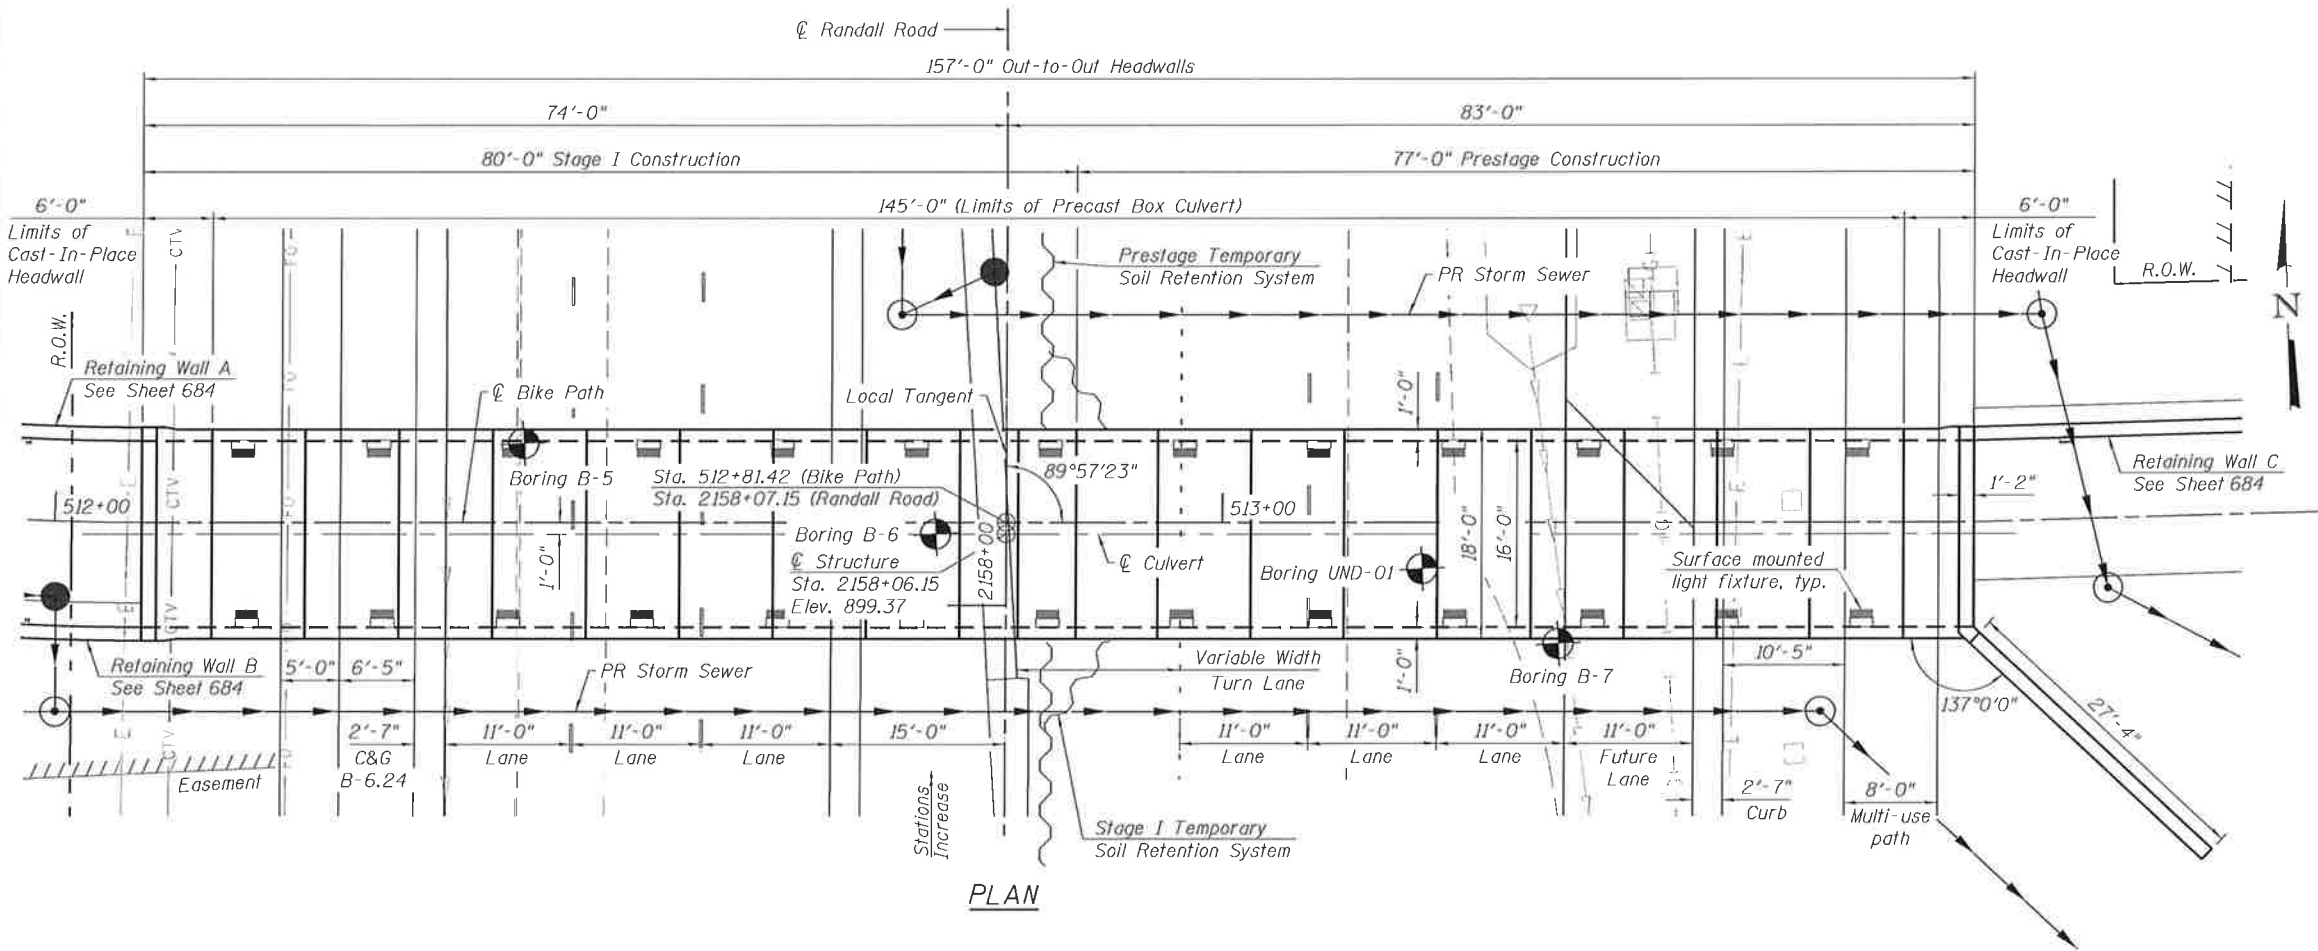 ℄ Randall Road
157'-0" Out-to-Out Headwalls
74'-0"
83'-0"
80'-0" Stage I Construction
77'-0" Prestage Construction
6'-0"
145'-0" (Limits of Precast Box Culvert)
6'-0"
Limits of
Cast-In-Place
Headwall
Limits of
Cast-In-Place
Headwall
E
CTV
FO
FO
Prestage Temporary
Soil Retention System
PR Storm Sewer
E
R.O.W.
N
R.O.W.
Retaining Wall A
See Sheet 684
℄ Bike Path
Local Tangent
1'-0"
Boring B-5
Sta. 512+81.42 (Bike Path)
Sta. 2158+07.15 (Randall Road)
89°57'23"
Retaining Wall C
See Sheet 684
1'-2"
512+00
CTV
513+00
Boring B-6
1'-0"
℄ Structure
Sta. 2158+06.15
Elev. 899.37
2158+00
℄ Culvert
Boring UND-01
18'-0"
16'-0"
Surface mounted
light fixture, typ.
CTV
Retaining Wall B
See Sheet 684
5'-0"
6'-5"
PR Storm Sewer
Variable Width
Turn Lane
1'-0"
Boring B-7
10'-5"
137°0'0"
27'-4"
2'-7"
C&G
B-6.24
11'-0"
Lane
11'-0"
Lane
11'-0"
Lane
15'-0"
11'-0"
Lane
11'-0"
Lane
11'-0"
Lane
11'-0"
Future
Lane
2'-7"
Curb
8'-0"
Multi-use
path
CTV
FO
Easement
Stations
Increase
Stage I Temporary
Soil Retention System
PLAN